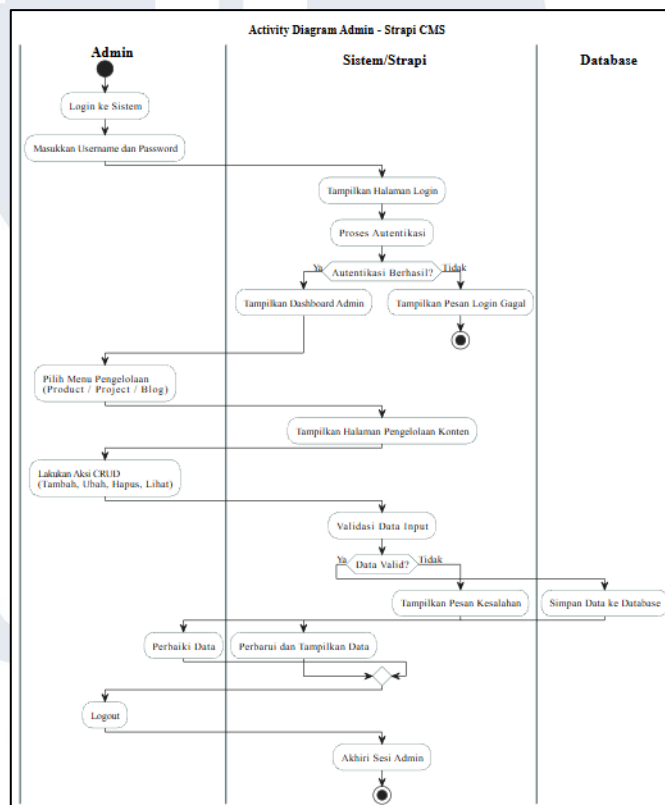 Activity Diagram Admin - Strapi CMS
Admin
Sistem/Strapi
Database
Login ke Sistem
Masukkan Username dan Password
Tampilkan Halaman Login
Proses Autentikasi
Ya
Autentikasi Berhasil?
Tidak
Tampilkan Dashboard Admin
Tampilkan Pesan Login Gagal
Pilih Menu Pengelolaan
(Product / Project / Blog)
Tampilkan Halaman Pengelolaan Konten
Lakukan Aksi CRUD
(Tambah, Ubah, Hapus, Lihat)
Validasi Data Input
Ya
Data Valid?
Tidak
Tampilkan Pesan Kesalahan
Simpan Data ke Database
Perbaiki Data
Perbarui dan Tampilkan Data
Logout
Akhiri Sesi Admin